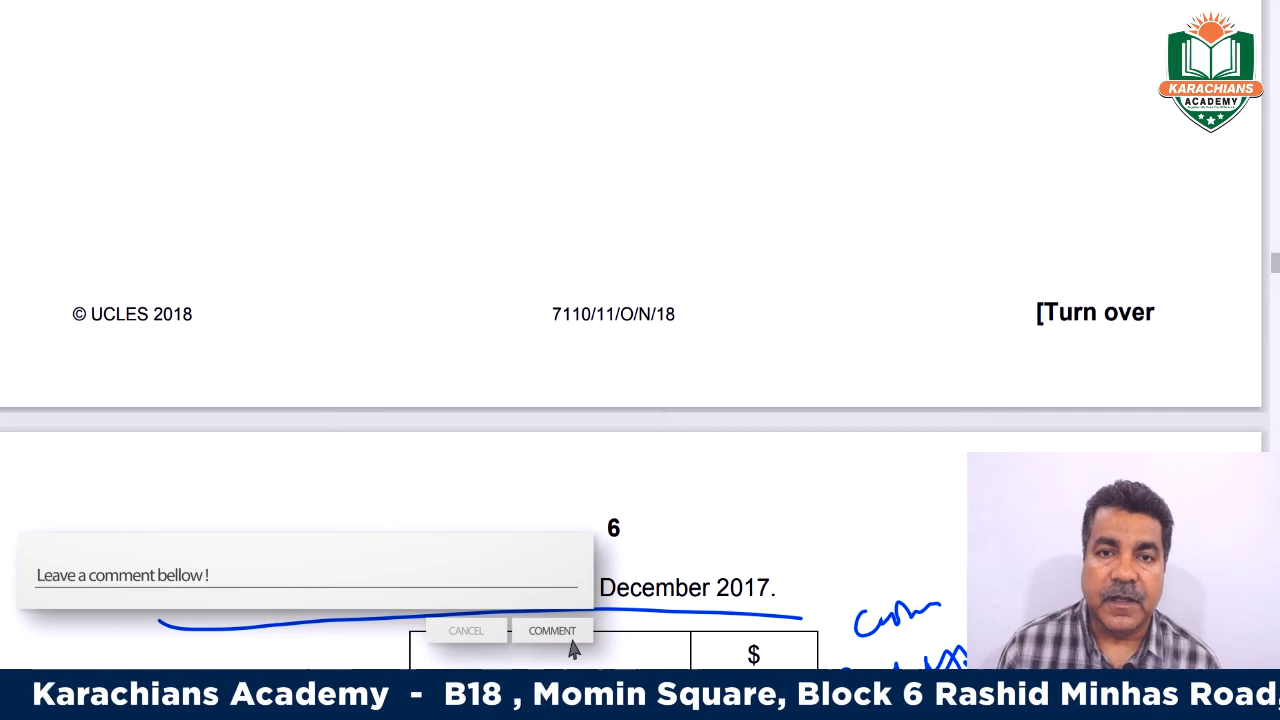 KARACHIANS
ACADEMY
© UCLES 2018
7110/11/O/N/18
[Turn over
6
Leave a comment bellow !
December 2017.
CANCEL
COMMENT
$
Karachians Academy - B18 , Momin Square, Block 6 Rashid Minhas Road,